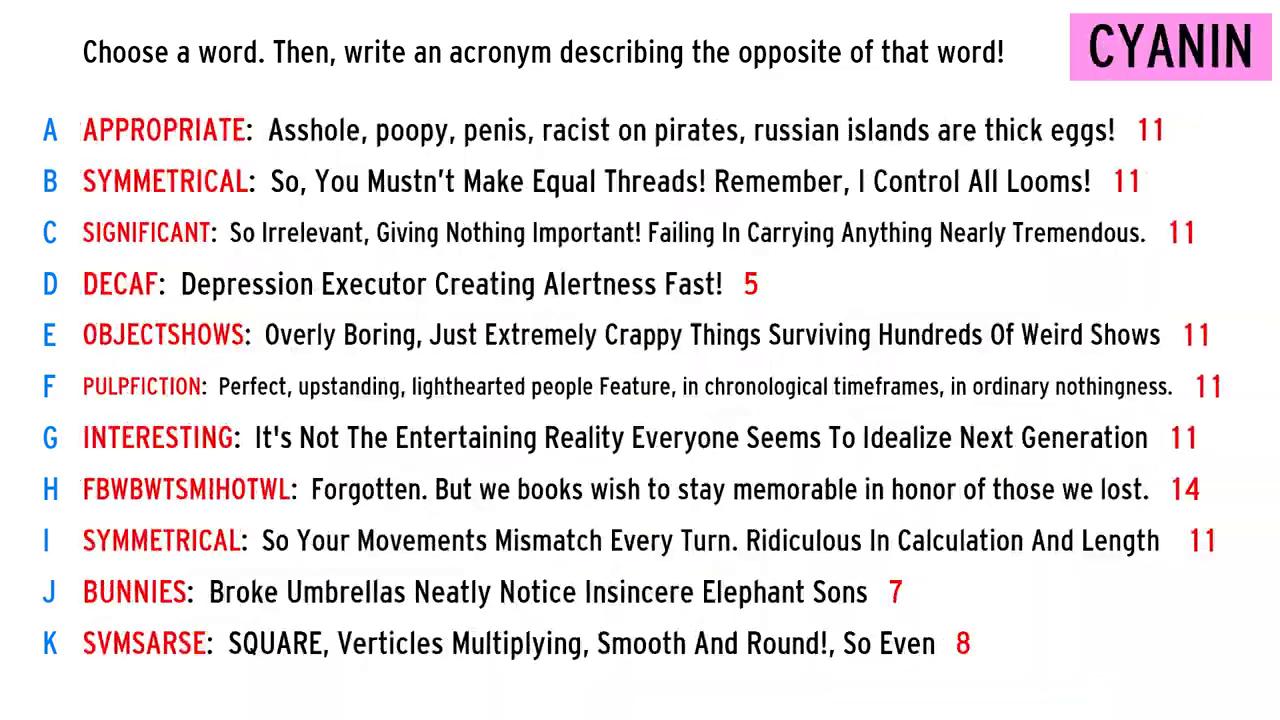 Choose a word. Then, write an acronym describing the opposite of that word!
CYANIN
A APPROPRIATE: Asshole, poopy, penis, racist on pirates, russian islands are thick eggs! 11
B SYMMETRICAL: So, You Mustn't Make Equal Threads! Remember, I Control All Looms! 11
C SIGNIFICANT: So Irrelevant, Giving Nothing Important! Failing In Carrying Anything Nearly Tremendous. 11
D DECAF: Depression Executor Creating Alertness Fast! 5
E OBJECTSHOWS: Overly Boring, Just Extremely Crappy Things Surviving Hundreds Of Weird Shows 11
F PULPFICTION: Perfect, upstanding, lighthearted people Feature, in chronological timeframes, in ordinary nothingness. 11
G INTERESTING: It's Not The Entertaining Reality Everyone Seems To Idealize Next Generation 11
H FBWBWTSMIHOTWL: Forgotten. But we books wish to stay memorable in honor of those we lost. 14
I SYMMETRICAL: So Your Movements Mismatch Every Turn. Ridiculous In Calculation And Length 11
J BUNNIES: Broke Umbrellas Neatly Notice Insincere Elephant Sons 7
K SVMSARSE: SQUARE, Verticles Multiplying, Smooth And Round!, So Even 8